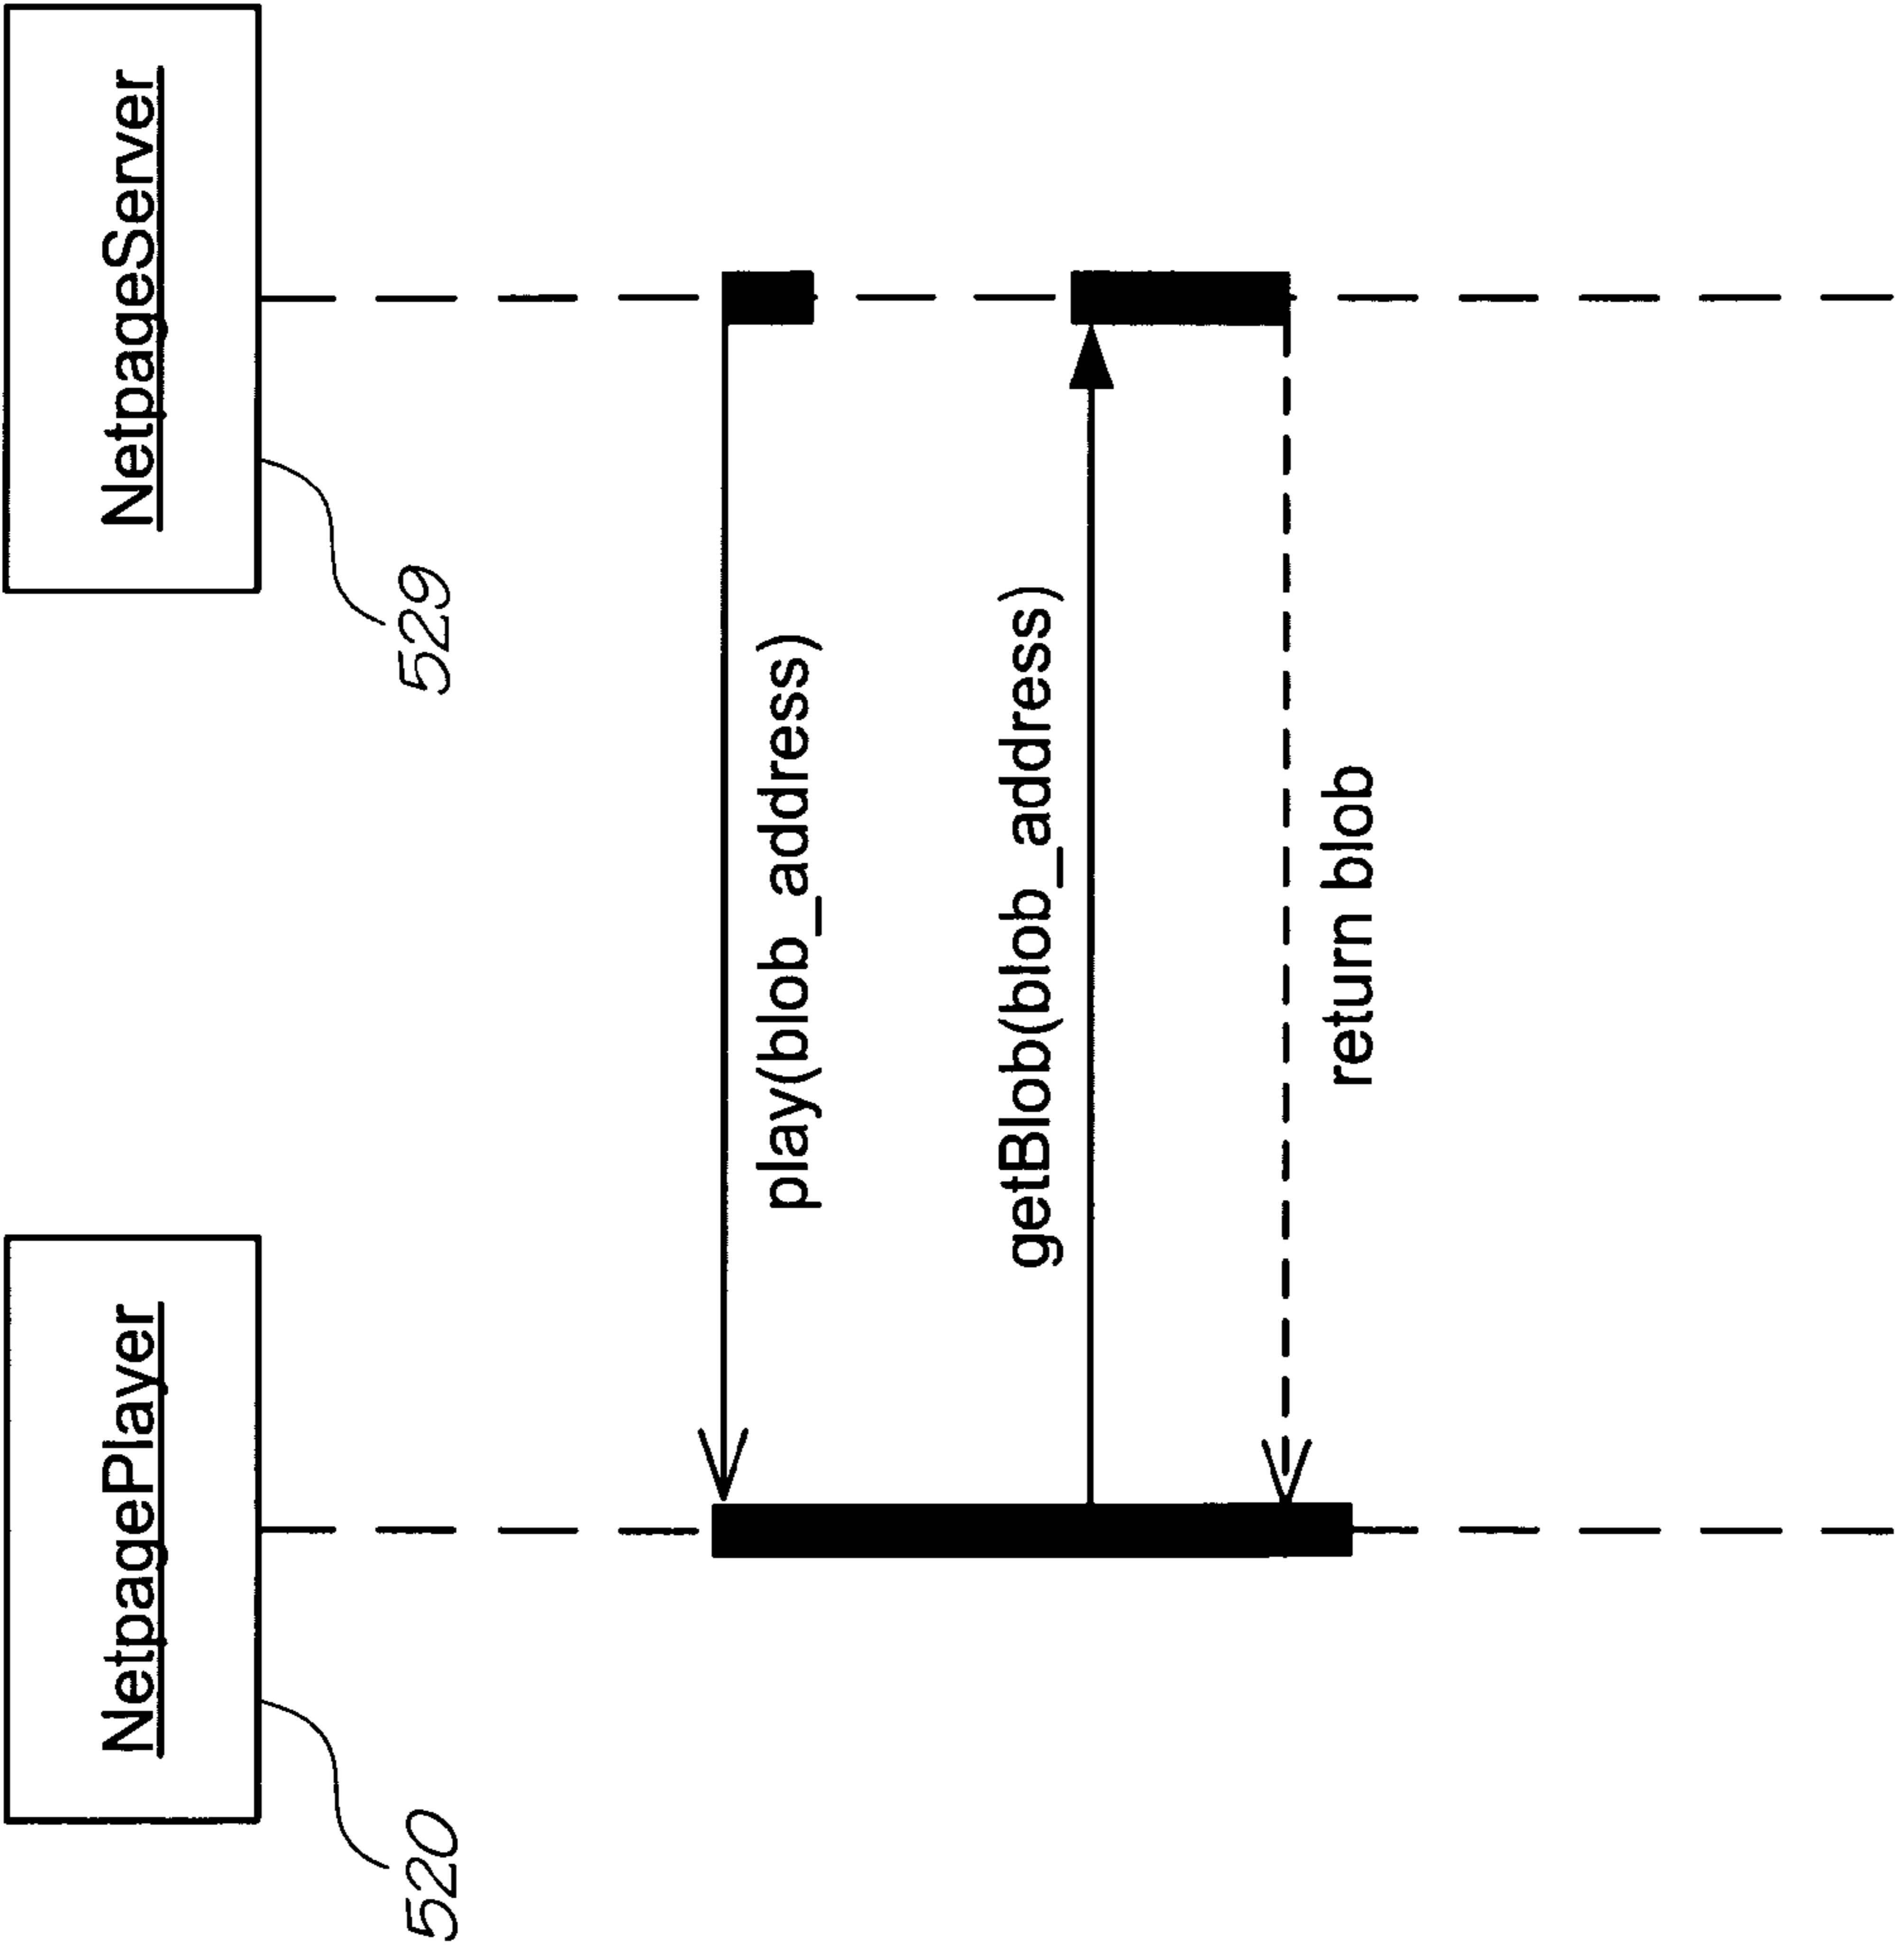 NetpagePlayer
NetpageServer
520
529
play(blob_address)
getBlob(blob_address)
return blob